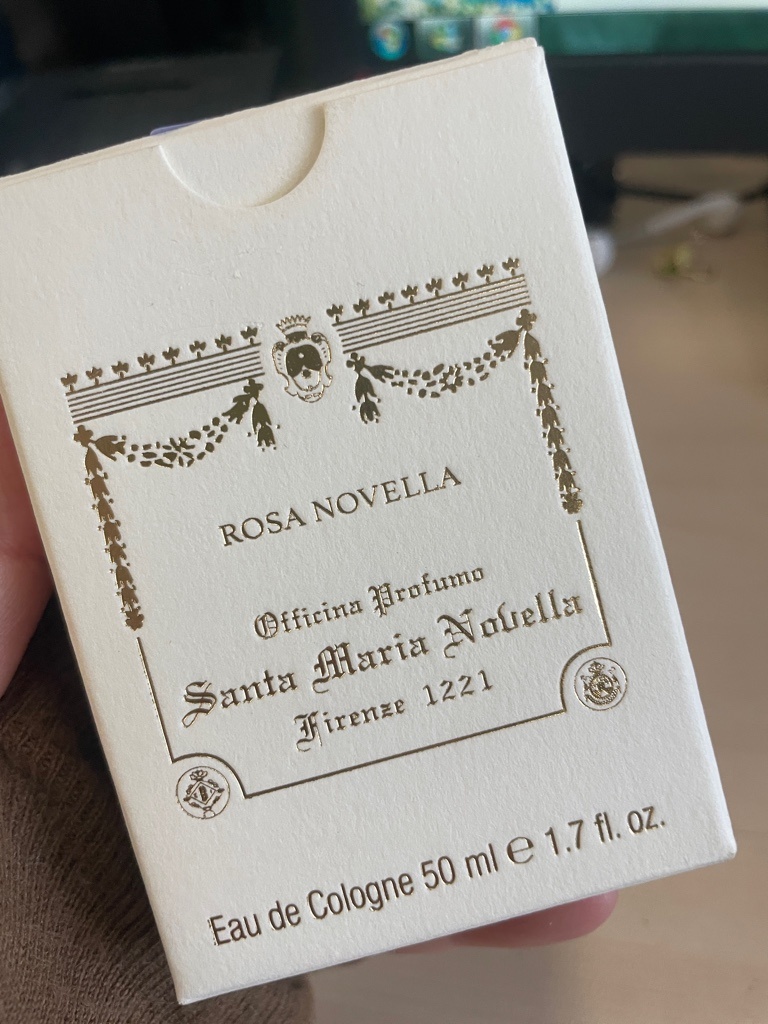 ROSA NOVELLA
Officina Profumo
Santa Maria Novella
Firenze 1221
Eau de Cologne 50 ml ℮ 1.7 fl. oz.